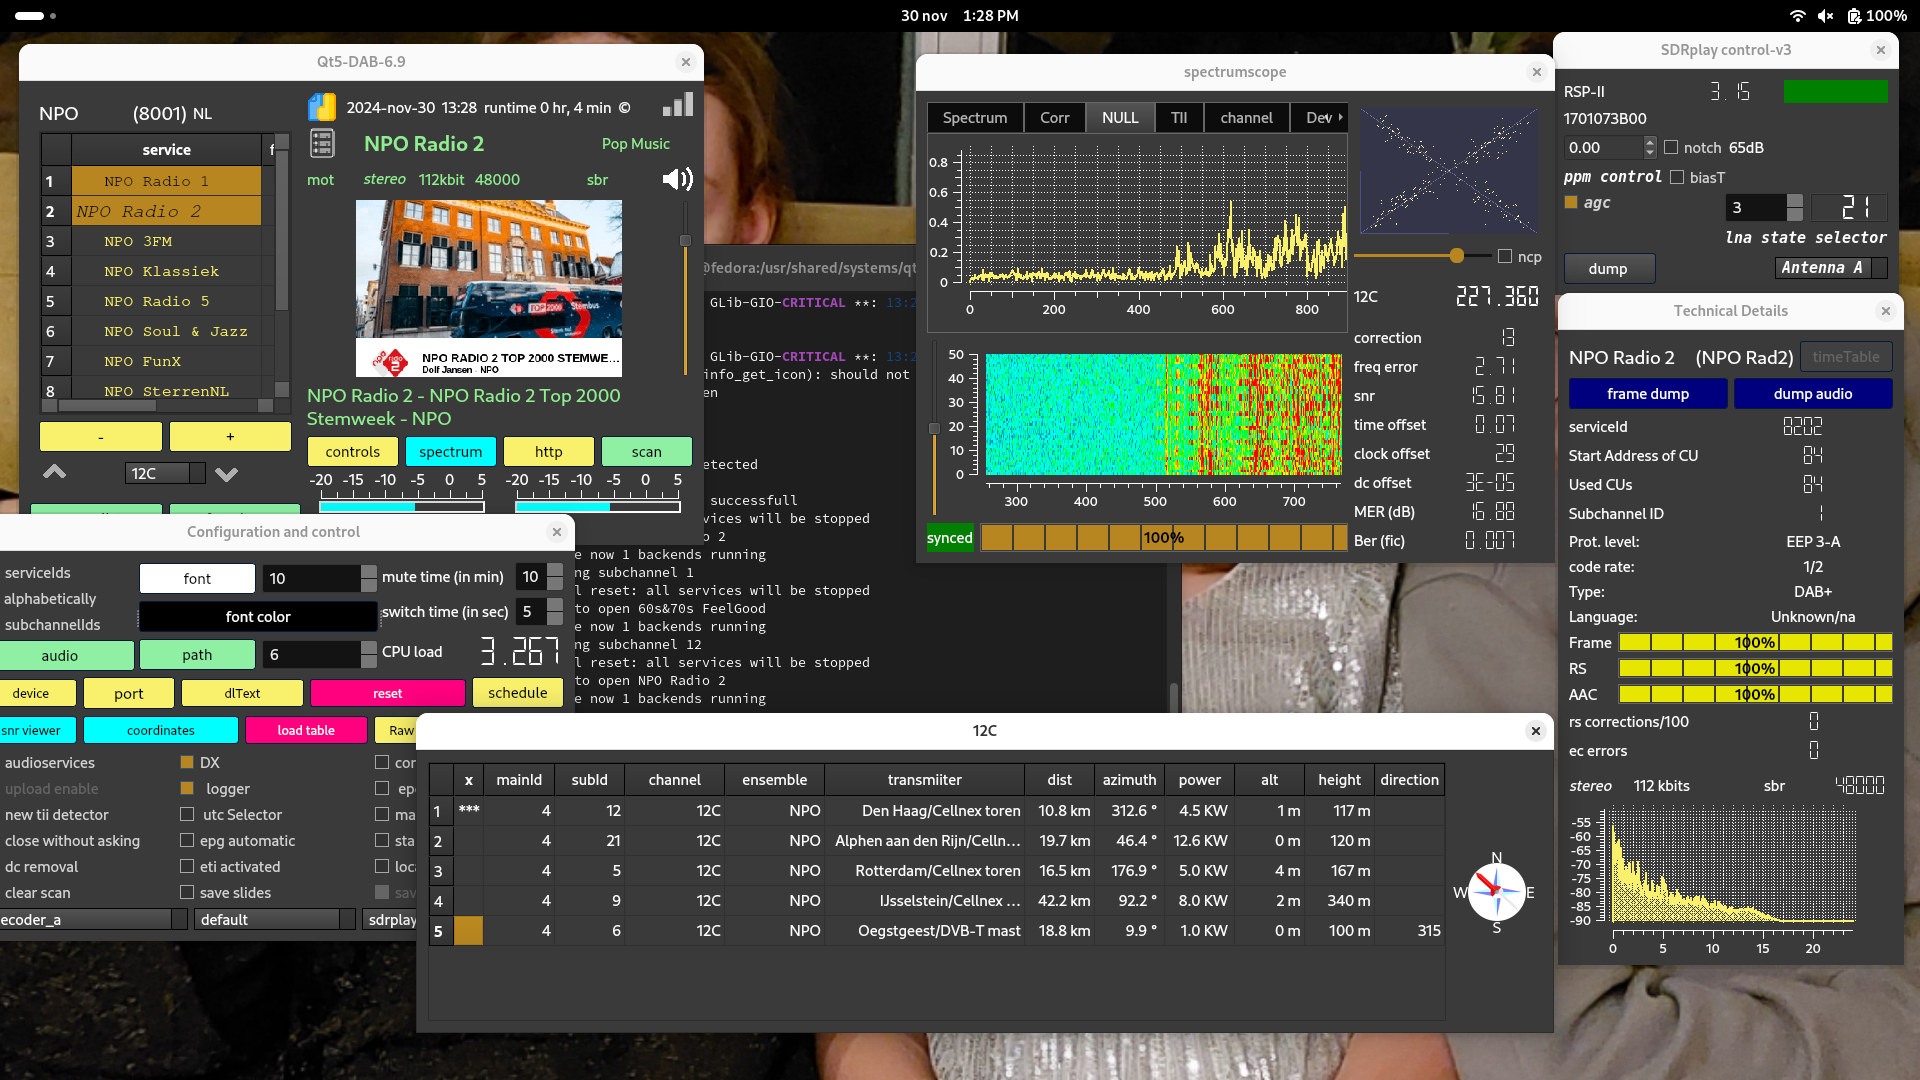 30 nov 1:28 PM
100%
Qt5-DAB-6.9
NPO (8001) NL
service
1 NPO Radio 1
2 NPO Radio 2
3 NPO 3FM
4 NPO Klassiek
5 NPO Radio 5
6 NPO Soul & Jazz
7 NPO FunX
8 NPO SterrenNL
- +
12C
2024-nov-30 13:28 runtime 0 hr, 4 min ©
NPO Radio 2 Pop Music
mot stereo 112kbit 48000 sbr
NPO RADIO 2 TOP 2000 STEMWE...
Dolf Jansen - NPO
NPO Radio 2 - NPO Radio 2 Top 2000
Stemweek - NPO
controls spectrum http scan
-20 -15 -10 -5 0 5 -20 -15 -10 -5 0 5
@fedora:/usr/shared/systems/qt
GLib-GIO-CRITICAL **: 13:2
GLib-GIO-CRITICAL **: 13:2
info_get_icon): should not
en
etected
successfull
rvices will be stopped
o 2
e now 1 backends running
ng subchannel 1
l reset: all services will be stopped
to open 60s&70s FeelGood
e now 1 backends running
ng subchannel 12
l reset: all services will be stopped
to open NPO Radio 2
e now 1 backends running
spectrumscope
Spectrum Corr NULL TII channel Dev
0.8
0.6
0.4
0.2
0
0 200 400 600 800
ncp
12C 227.360
correction 13
freq error 2.71
snr 15.81
time offset 0.07
clock offset 29
dc offset 3E-05
MER (dB) 16.88
Ber (fic) 0.007
50
40
30
20
10
0
300 400 500 600 700
synced 100%
SDRplay control-v3
RSP-II 3.15
1701073B00
0.00 notch 65dB
ppm control biasT
agc 3 21
lna state selector
dump Antenna A
Technical Details
NPO Radio 2 (NPO Rad2) timeTable
frame dump dump audio
serviceId 8202
Start Address of CU 84
Used CUs 84
Subchannel ID 1
Prot. level: EEP 3-A
code rate: 1/2
Type: DAB+
Language: Unknown/na
Frame 100%
RS 100%
AAC 100%
rs corrections/100 0
ec errors 0
stereo 112 kbits sbr 48000
-55
-60
-65
-70
-75
-80
-85
-90
0 5 10 15 20
Configuration and control
serviceIds font 10 mute time (in min) 10
alphabetically
subchannelIds font color switch time (in sec) 5
audio path 6 CPU load 3.267
device port dlText reset schedule
snr viewer coordinates load table Raw
audioservices DX cor
upload enable logger ep
new tii detector utc Selector ma
close without asking epg automatic sta
dc removal eti activated loca
clear scan save slides sav
ecoder_a default sdrplay
12C
x mainId subId channel ensemble transmiiter dist azimuth power alt height direction
1 *** 4 12 12C NPO Den Haag/Cellnex toren 10.8 km 312.6 ° 4.5 KW 1 m 117 m
2 4 21 12C NPO Alphen aan den Rijn/Celln... 19.7 km 46.4 ° 12.6 KW 0 m 120 m
3 4 5 12C NPO Rotterdam/Cellnex toren 16.5 km 176.9 ° 5.0 KW 4 m 167 m
4 4 9 12C NPO IJsselstein/Cellnex ... 42.2 km 92.2 ° 8.0 KW 2 m 340 m
5 4 6 12C NPO Oegstgeest/DVB-T mast 18.8 km 9.9 ° 1.0 KW 0 m 100 m 315
N
W E
S